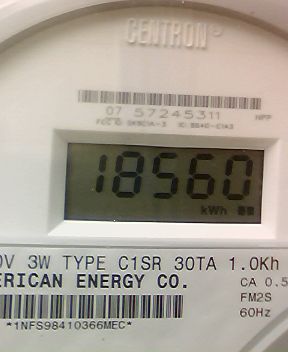 CENTRON®
07 57245311
HPP
18560
kWh
0V 3W TYPE C1SR 30TA 1.0Kh
ERICAN ENERGY CO.
CA 0.5
FM2S
60Hz
*1NFS98410366MEC*